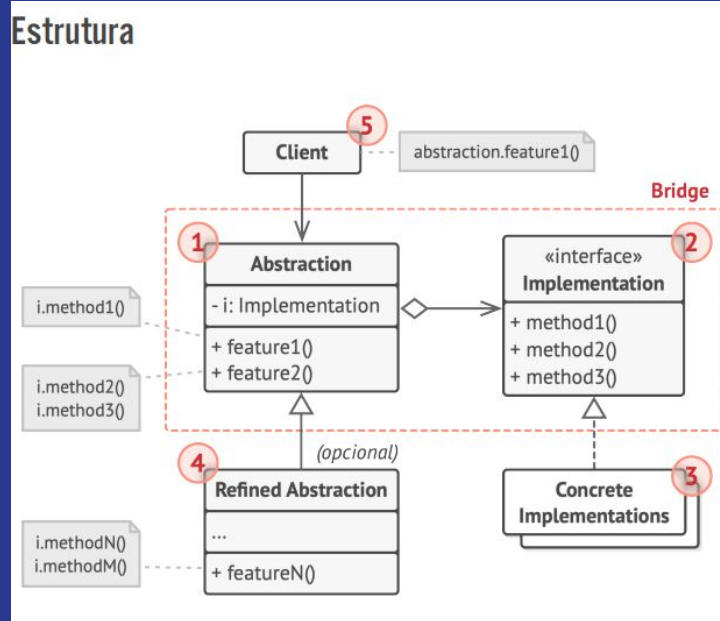 Estrutura
5
Client
abstraction.feature1()
Bridge
1
Abstraction
- i: Implementation
+ feature1()
+ feature2()
2
«interface»
Implementation
+ method1()
+ method2()
+ method3()
i.method1()
i.method2()
i.method3()
(opcional)
4
Refined Abstraction
...
+ featureN()
3
Concrete
Implementations
i.methodN()
i.methodM()